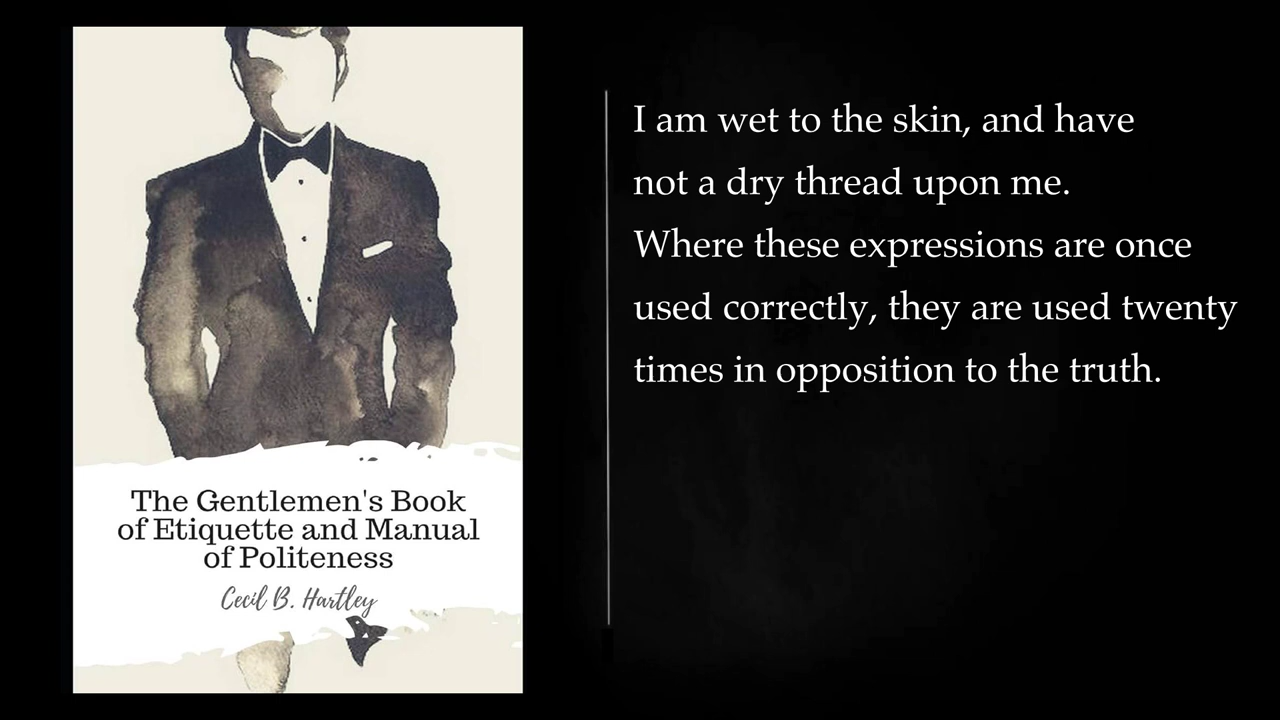 The Gentlemen's Book
of Etiquette and Manual
of Politeness
Cecil B. Hartley
I am wet to the skin, and have
not a dry thread upon me.
Where these expressions are once
used correctly, they are used twenty
times in opposition to the truth.